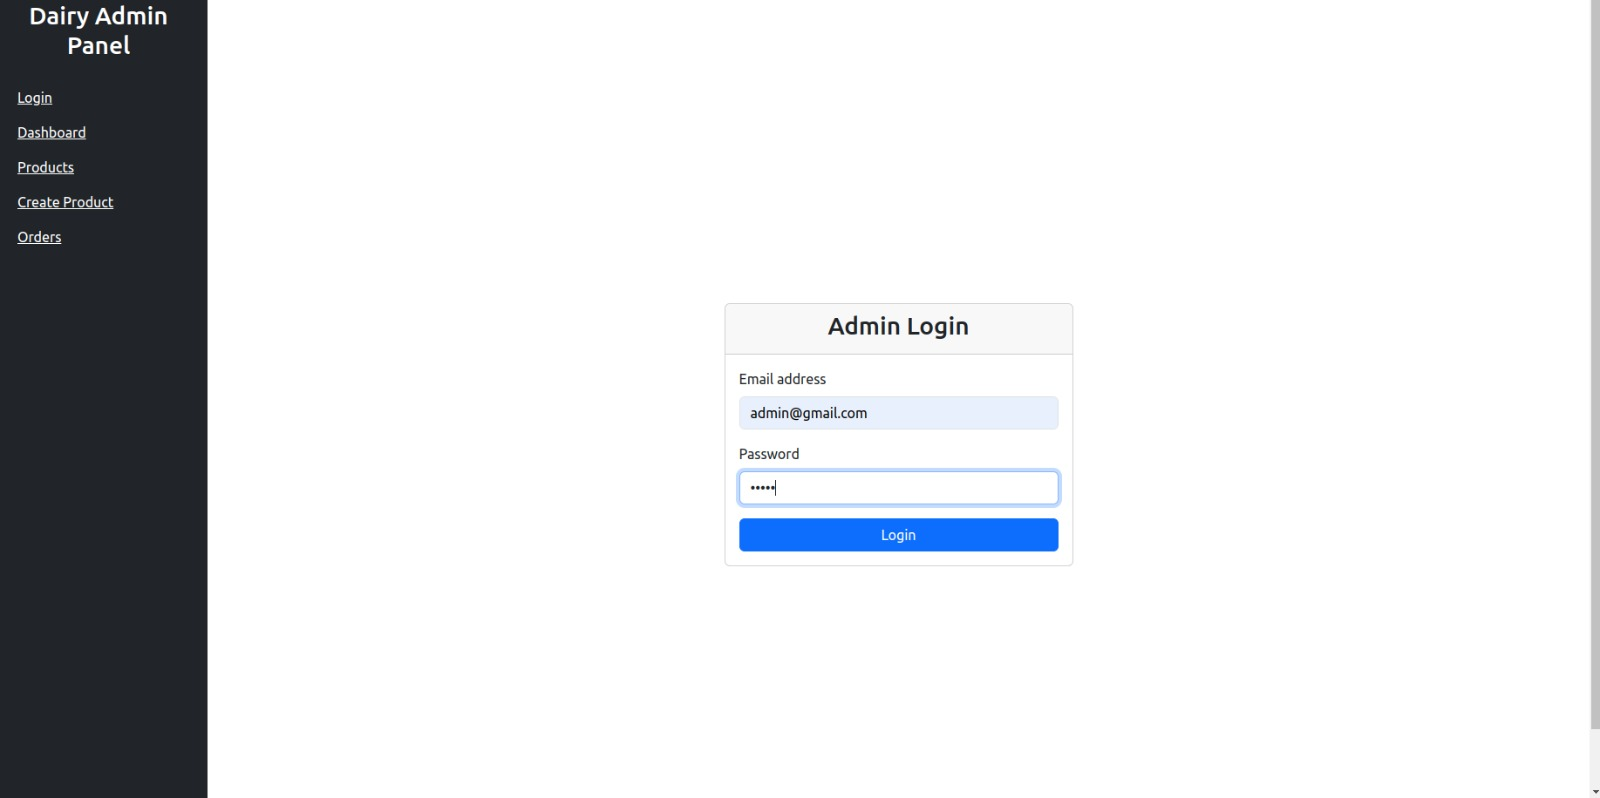 Dairy Admin
Panel
Login
Dashboard
Products
Create Product
Orders
Admin Login
Email address
admin@gmail.com
Password
•••••
Login